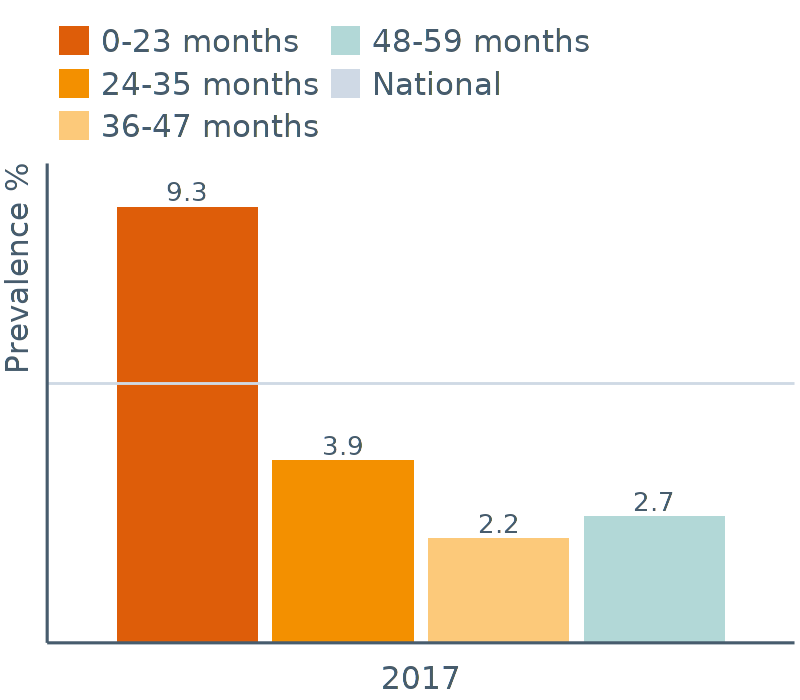 0-23 months
24-35 months
36-47 months
48-59 months
National
Prevalence %
9.3
3.9
2.2
2.7
2017